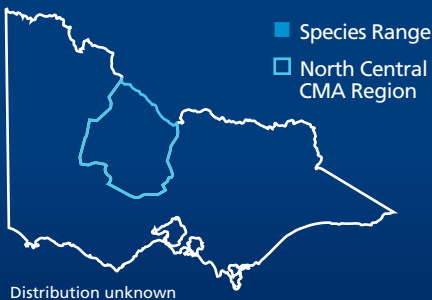 Species Range
North Central
CMA Region
Distribution unknown